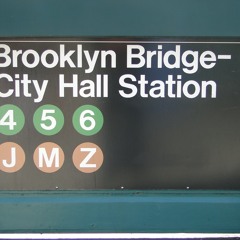 Brooklyn Bridge–
City Hall Station
4 5 6
J M Z